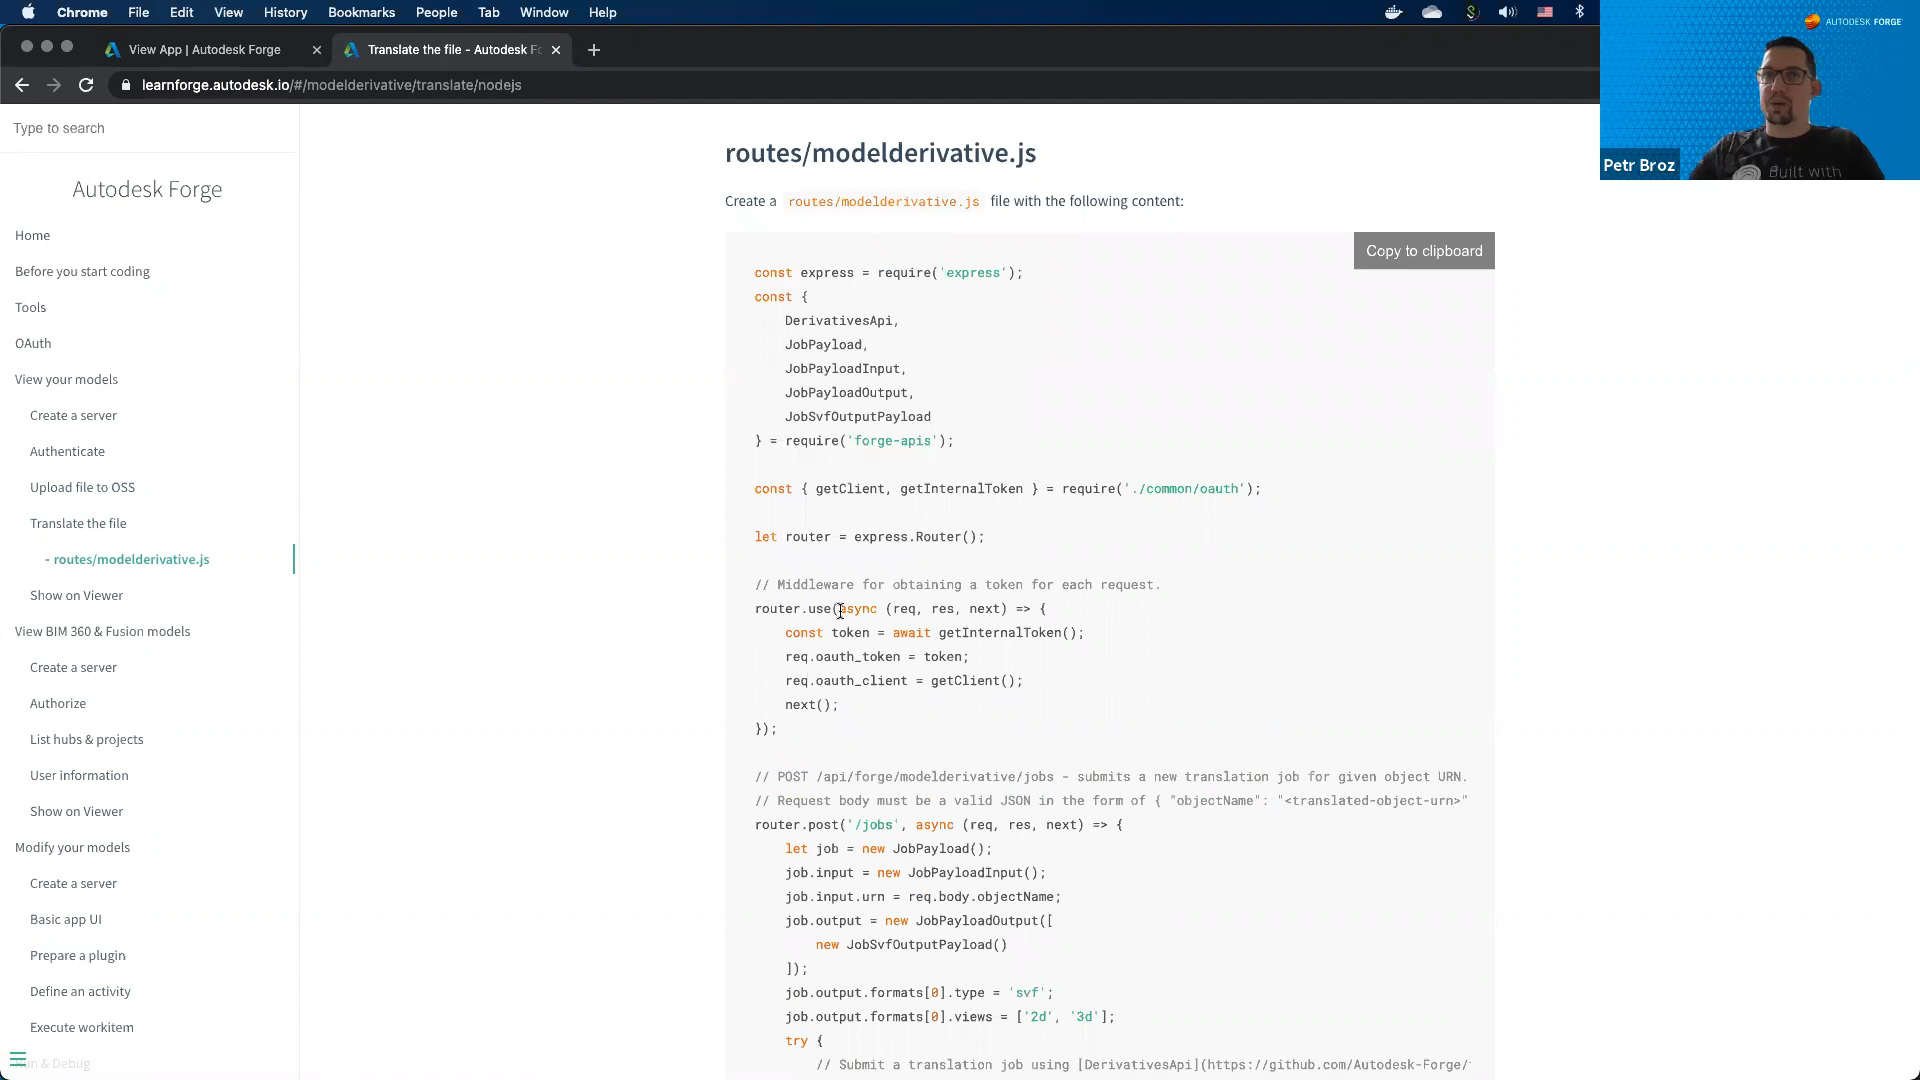 Chrome File Edit View History Bookmarks People Tab Window Help
AUTODESK FORGE
View App | Autodesk Forge
Translate the file - Autodesk Fo
learnforge.autodesk.io/#/modelderivative/translate/nodejs
Petr Broz
Built with
Type to search
Autodesk Forge
Home
Before you start coding
Tools
OAuth
View your models
Create a server
Authenticate
Upload file to OSS
Translate the file
- routes/modelderivative.js
Show on Viewer
View BIM 360 & Fusion models
Create a server
Authorize
List hubs & projects
User information
Show on Viewer
Modify your models
Create a server
Basic app UI
Prepare a plugin
Define an activity
Execute workitem
Run & Debug
routes/modelderivative.js
Create a routes/modelderivative.js file with the following content:
Copy to clipboard
const express = require('express');
const {
DerivativesApi,
JobPayload,
JobPayloadInput,
JobPayloadOutput,
JobSvfOutputPayload
} = require('forge-apis');
const { getClient, getInternalToken } = require('./common/oauth');
let router = express.Router();
// Middleware for obtaining a token for each request.
router.use(async (req, res, next) => {
const token = await getInternalToken();
req.oauth_token = token;
req.oauth_client = getClient();
next();
});
// POST /api/forge/modelderivative/jobs - submits a new translation job for given object URN.
// Request body must be a valid JSON in the form of { "objectName": "<translated-object-urn>"
router.post('/jobs', async (req, res, next) => {
let job = new JobPayload();
job.input = new JobPayloadInput();
job.input.urn = req.body.objectName;
job.output = new JobPayloadOutput([
new JobSvfOutputPayload()
]);
job.output.formats[0].type = 'svf';
job.output.formats[0].views = ['2d', '3d'];
try {
// Submit a translation job using [DerivativesApi](https://github.com/Autodesk-Forge/